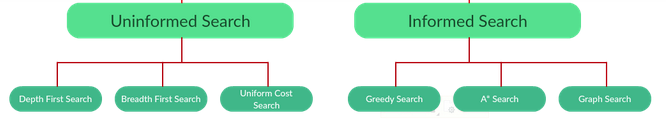 Uninformed Search
Informed Search
Depth First Search
Breadth First Search
Uniform Cost
Search
Greedy Search
A* Search
Graph Search